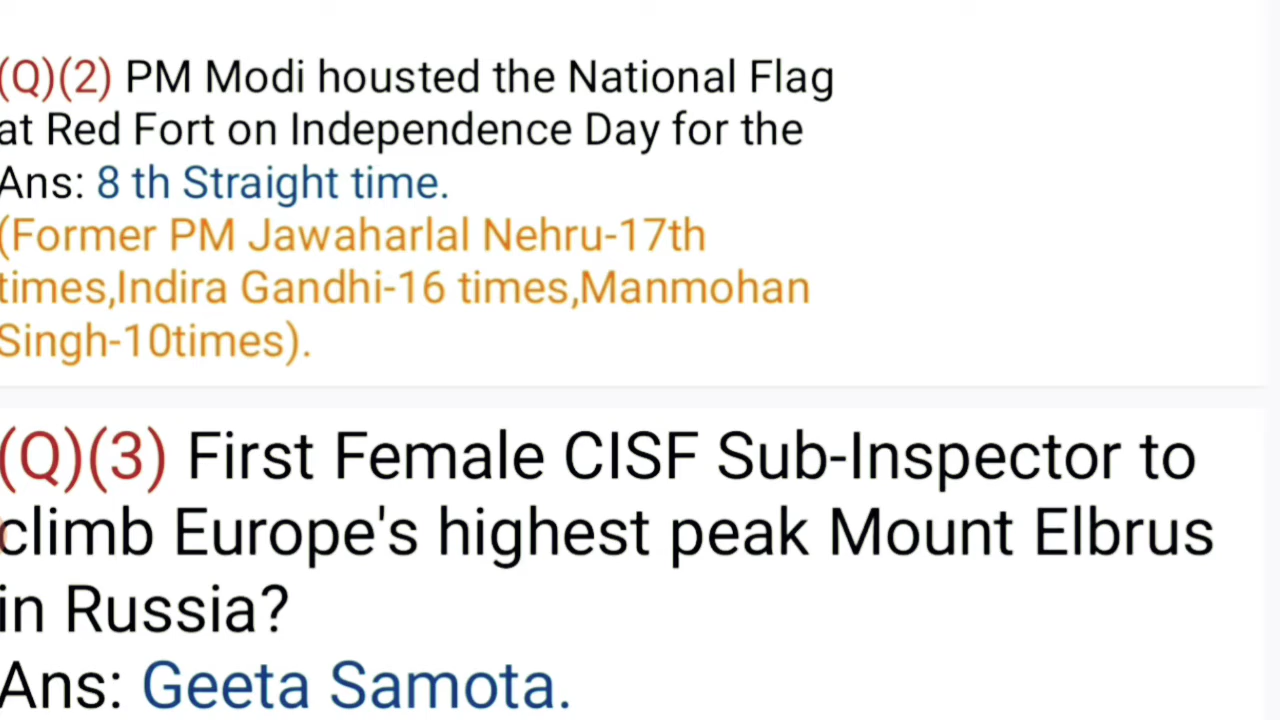 (Q)(2) PM Modi housted the National Flag
at Red Fort on Independence Day for the
Ans: 8 th Straight time.
(Former PM Jawaharlal Nehru-17th
times,Indira Gandhi-16 times,Manmohan
Singh-10times).
(Q)(3) First Female CISF Sub-Inspector to
climb Europe's highest peak Mount Elbrus
in Russia?
Ans: Geeta Samota.